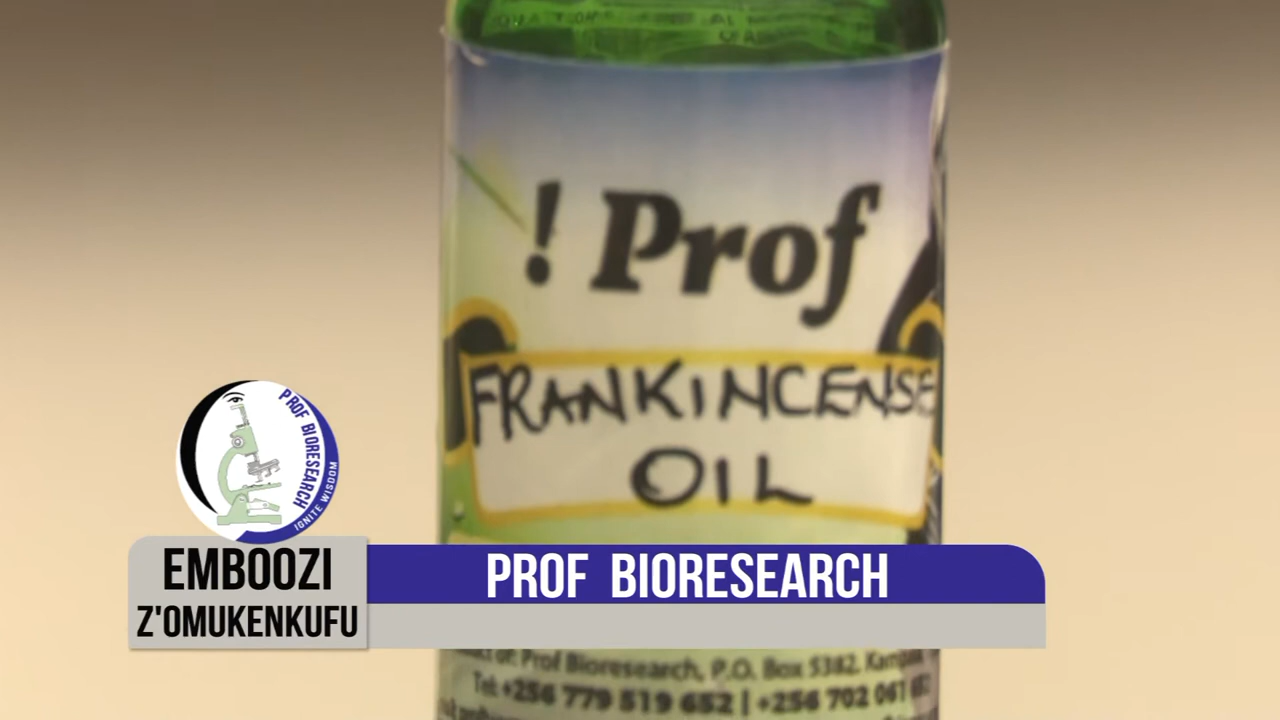 ! Prof
FRANKINCENSE
OIL
PROF BIORESEARCH
IGNITE WISDOM
EMBOOZI
Z'OMUKENKUFU
PROF BIORESEARCH
of: Prof Bioresearch, P.O. Box 5382. 
Tel: +256 779 519 652 | +256 702 061